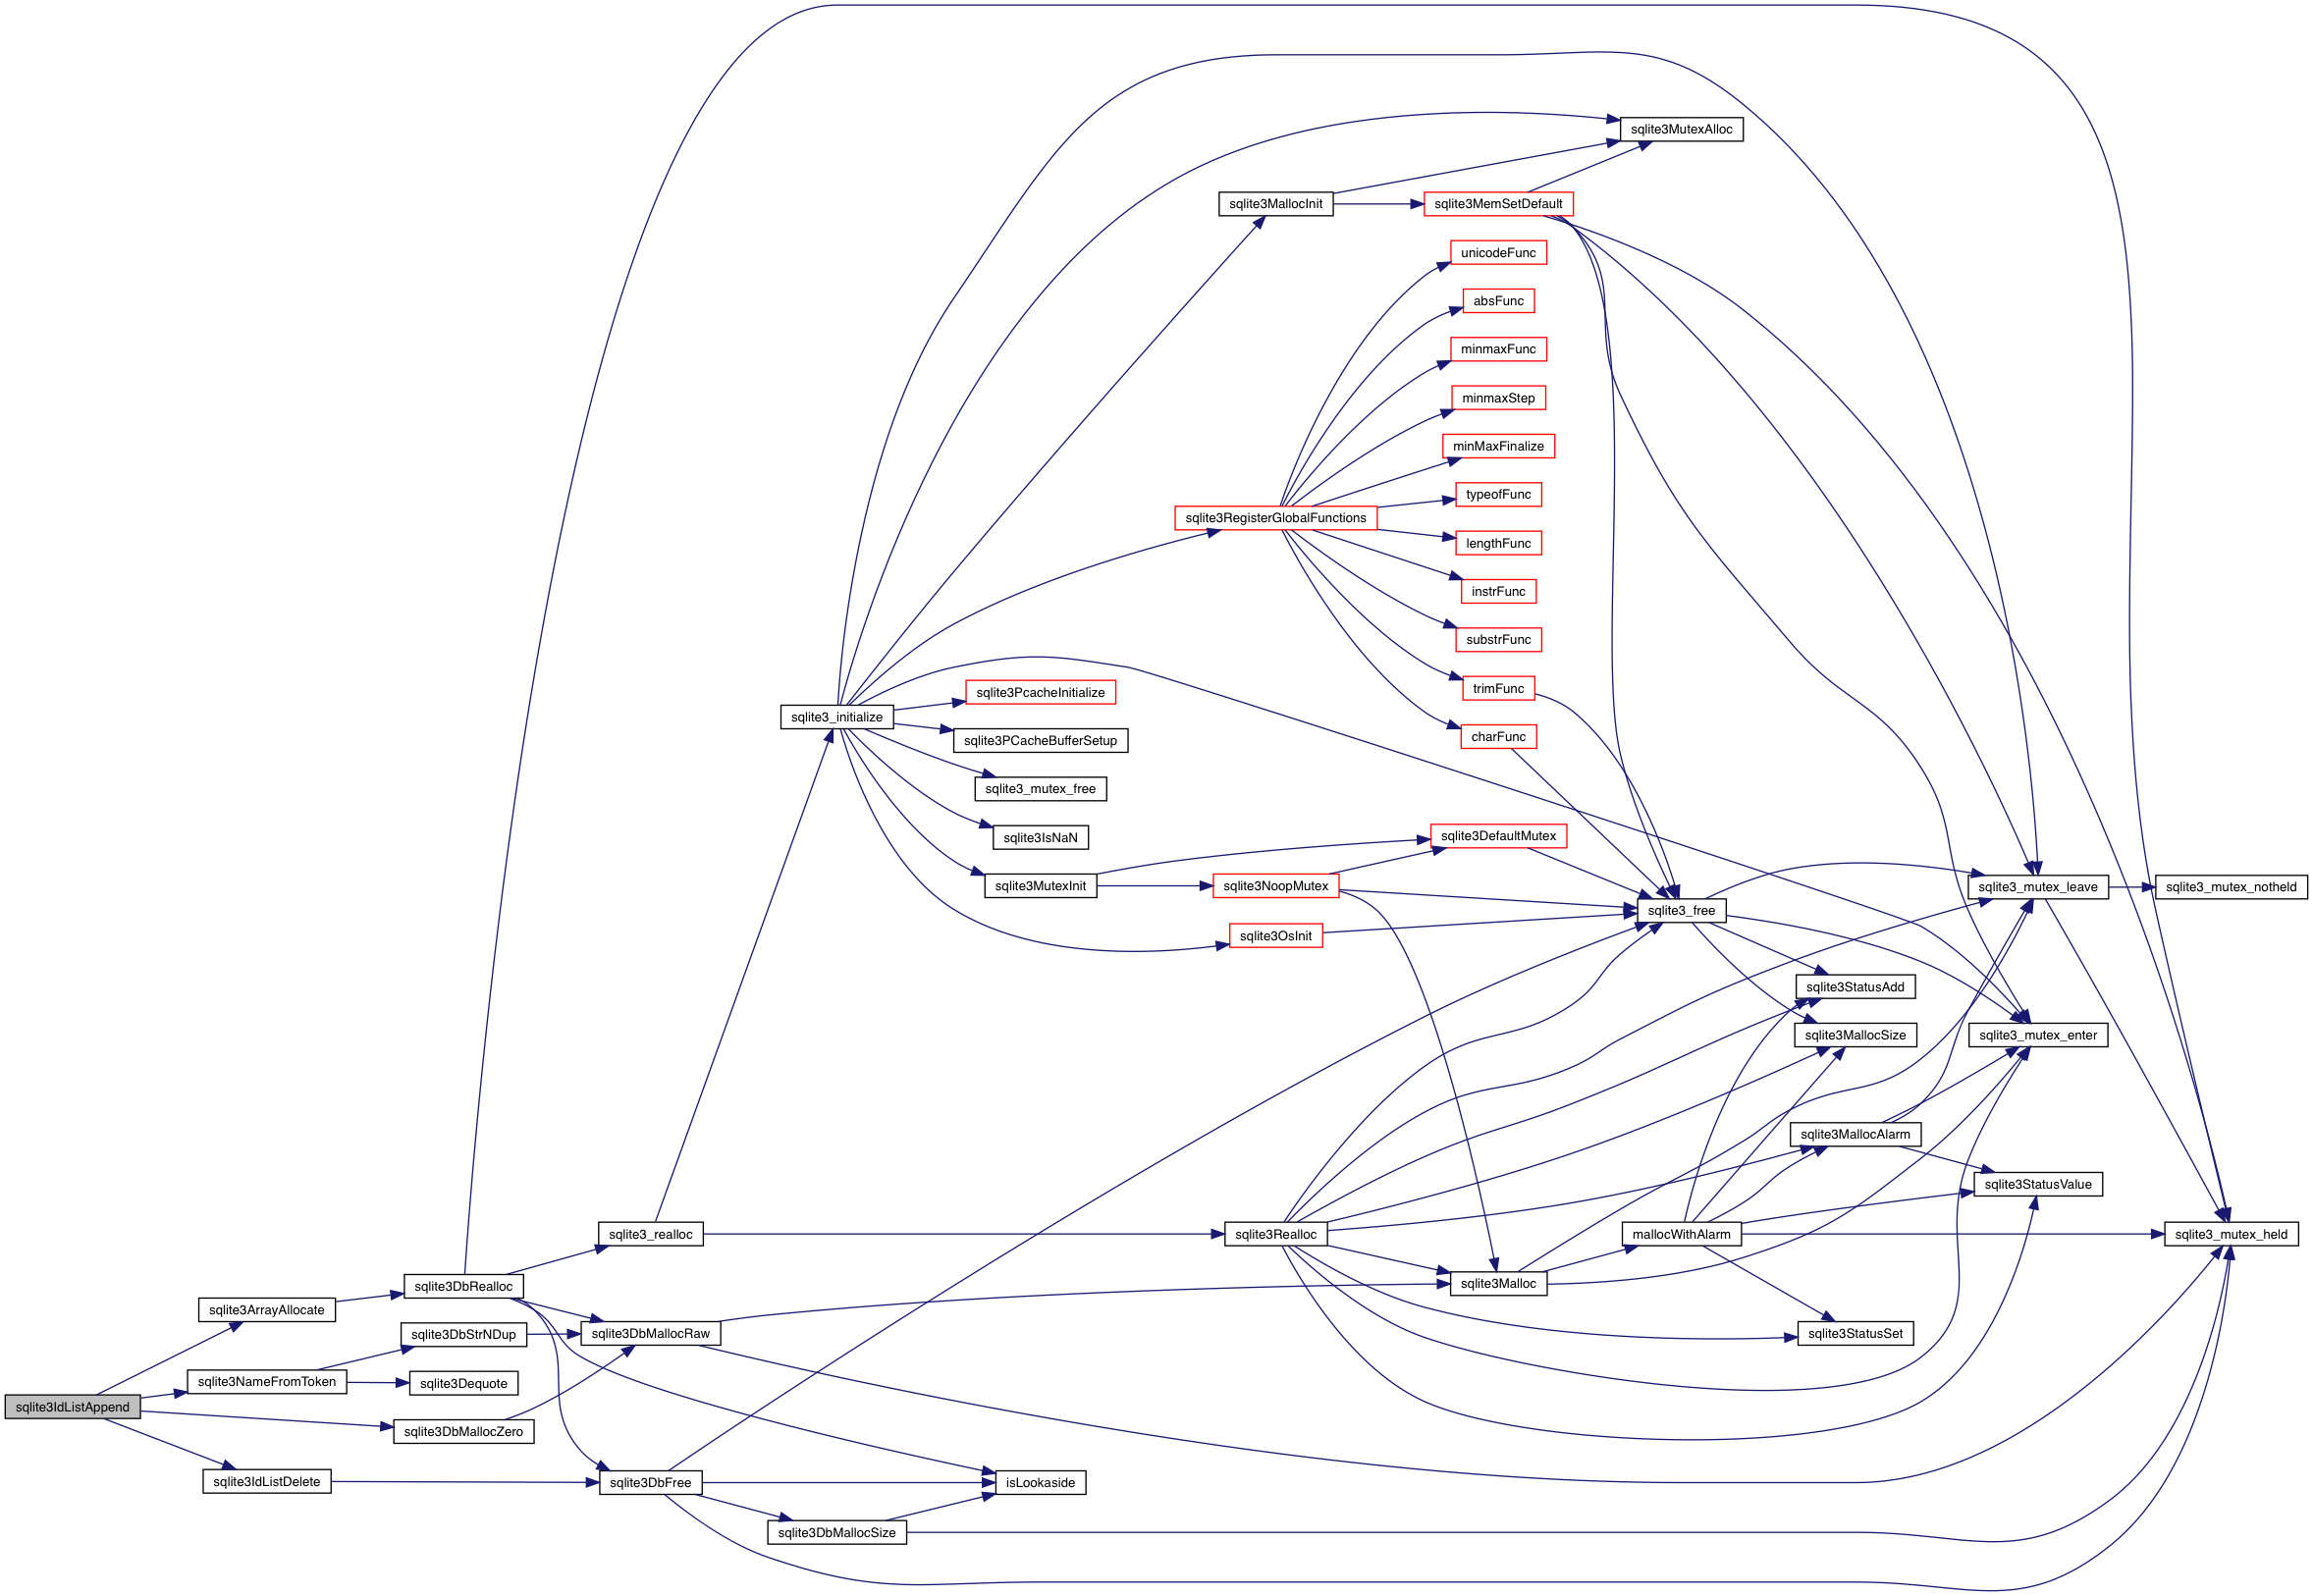 sqlite3MutexAlloc
sqlite3MallocInit
sqlite3MemSetDefault
unicodeFunc
absFunc
minmaxFunc
minmaxStep
minMaxFinalize
typeofFunc
sqlite3RegisterGlobalFunctions
lengthFunc
instrFunc
substrFunc
trimFunc
sqlite3PcacheInitialize
sqlite3_initialize
charFunc
sqlite3PCacheBufferSetup
sqlite3_mutex_free
sqlite3IsNaN
sqlite3DefaultMutex
sqlite3MutexInit
sqlite3NoopMutex
sqlite3_mutex_leave
sqlite3_mutex_notheld
sqlite3_free
sqlite3OsInit
sqlite3StatusAdd
sqlite3MallocSize
sqlite3_mutex_enter
sqlite3MallocAlarm
sqlite3StatusValue
sqlite3_realloc
sqlite3Realloc
mallocWithAlarm
sqlite3_mutex_held
sqlite3DbRealloc
sqlite3Malloc
sqlite3ArrayAllocate
sqlite3DbStrNDup
sqlite3DbMallocRaw
sqlite3StatusSet
sqlite3NameFromToken
sqlite3Dequote
sqlite3IdListAppend
sqlite3DbMallocZero
sqlite3IdListDelete
sqlite3DbFree
isLookaside
sqlite3DbMallocSize